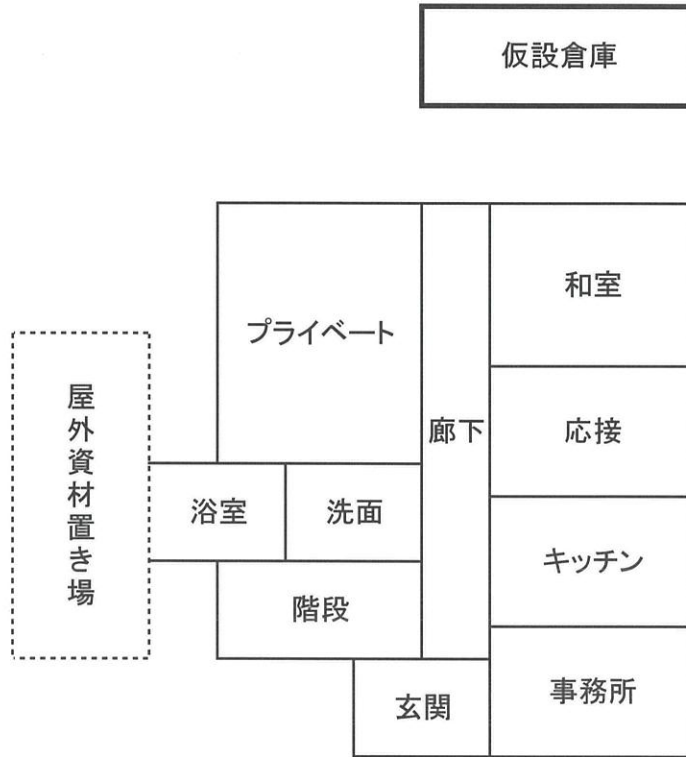 仮設倉庫
和室
プライベート
屋外資材置き場
廊下
応接
浴室
洗面
キッチン
階段
玄関
事務所